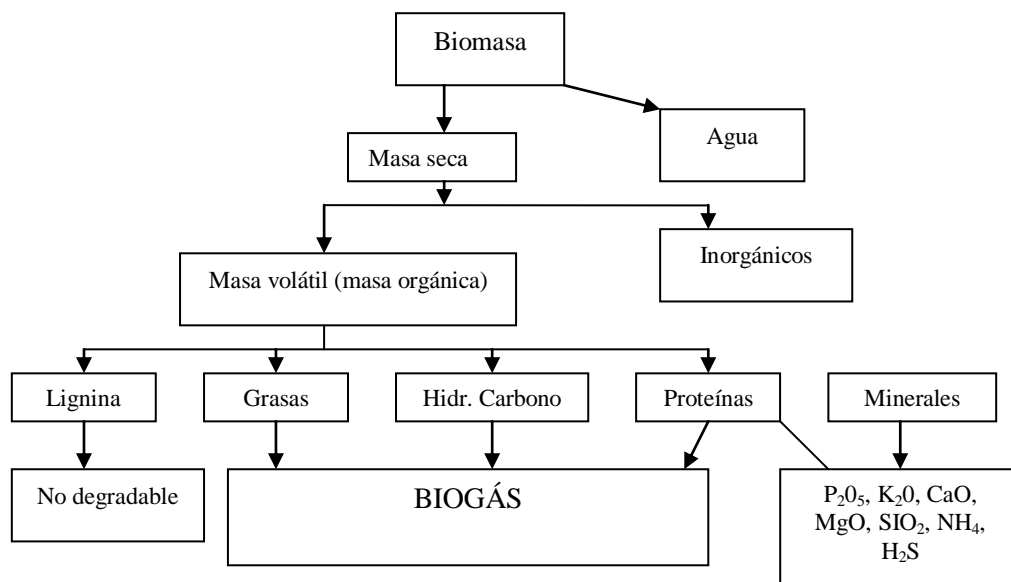 Biomasa
Agua
Masa seca
Inorgánicos
Masa volátil (masa orgánica)
Lignina
Grasas
Hidr. Carbono
Proteínas
Minerales
No degradable
BIOGÁS
P₂0₅, K₂0, CaO,
MgO, SIO₂, NH₄,
H₂S